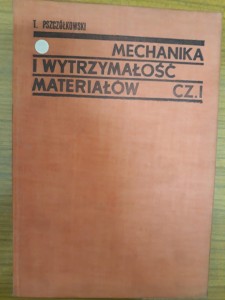 T. PSZCZÓŁKOWSKI
MECHANIKA
I WYTRZYMAŁOŚĆ
MATERIAŁÓW CZ. I